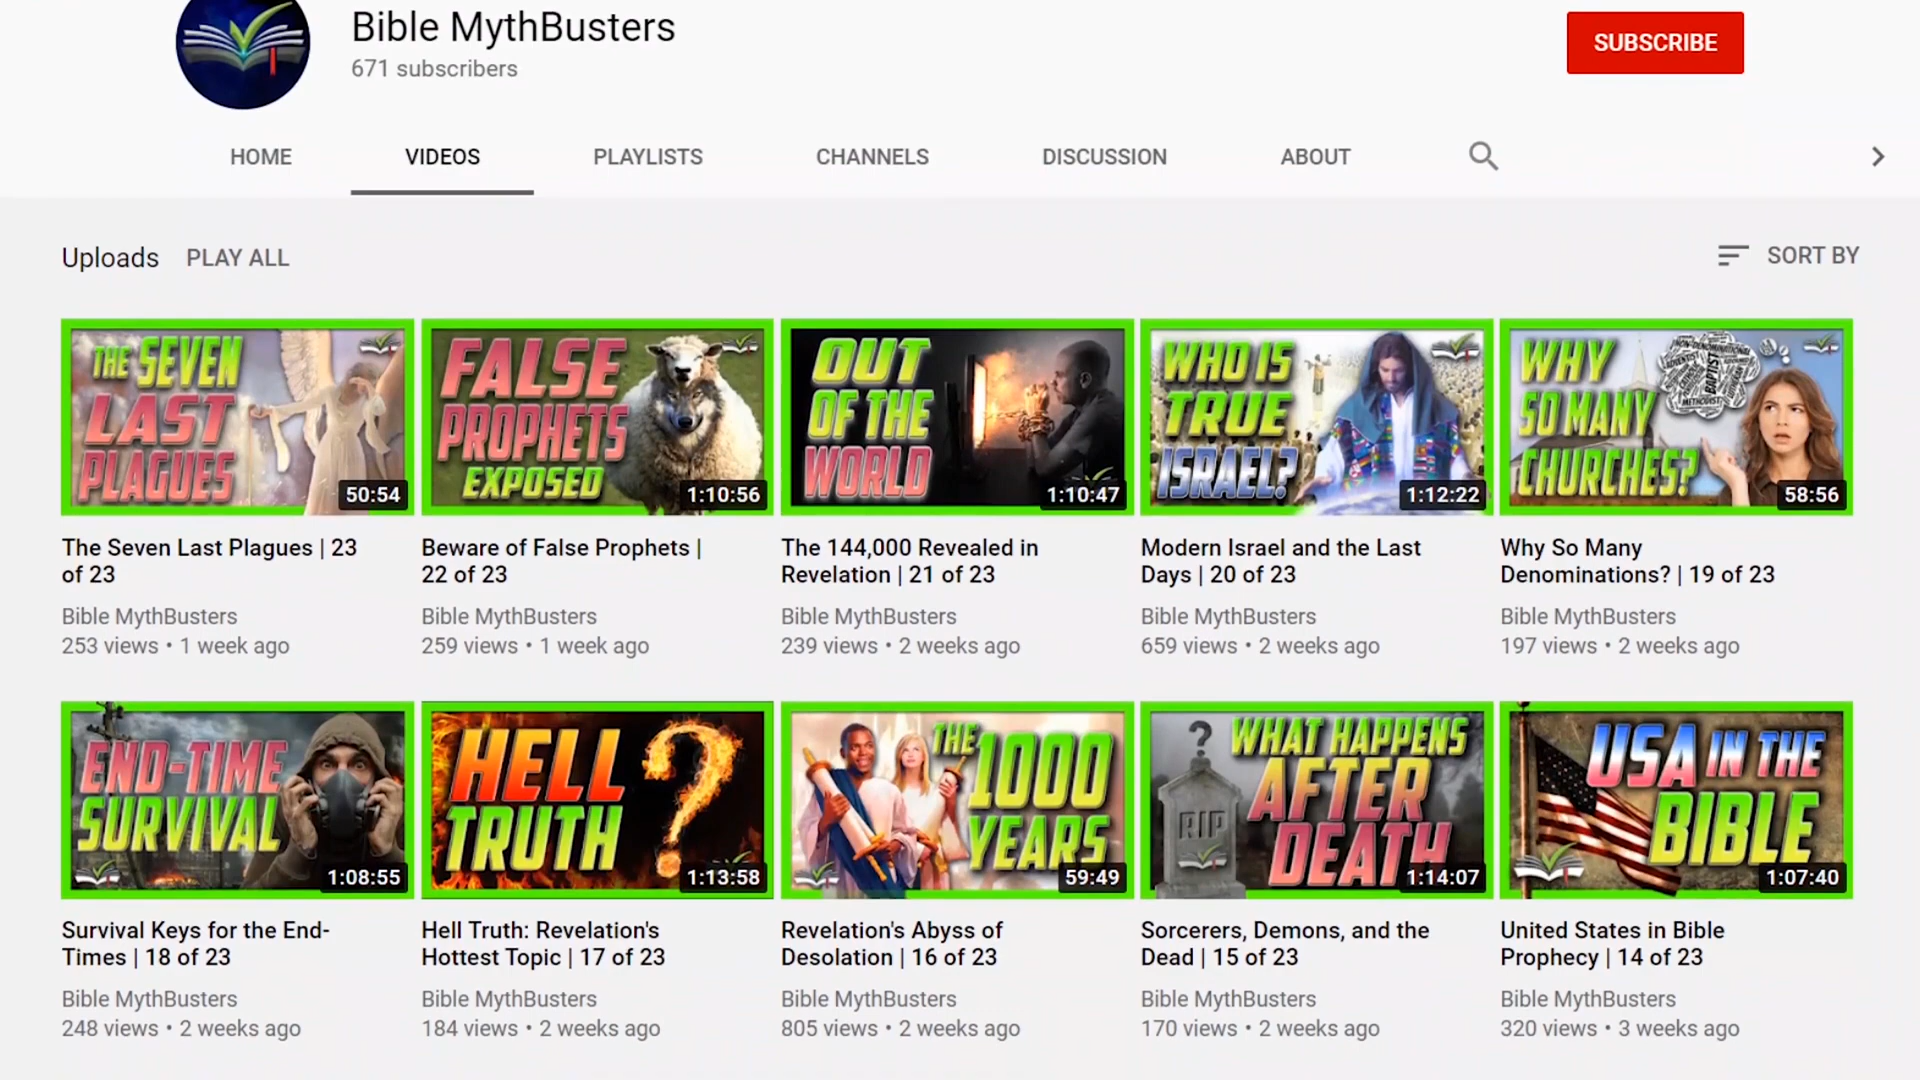 Bible MythBusters
671 subscribers
SUBSCRIBE
HOME
VIDEOS
PLAYLISTS
CHANNELS
DISCUSSION
ABOUT
Uploads
PLAY ALL
SORT BY
THE SEVEN
LAST
PLAGUES
50:54
FALSE
PROPHETS
EXPOSED
1:10:56
OUT
OF THE
WORLD
1:10:47
WHO IS
TRUE
ISRAEL?
1:12:22
WHY
SO MANY
CHURCHES?
BAPTIST
METHODIST
58:56
The Seven Last Plagues | 23
of 23
Bible MythBusters
253 views • 1 week ago
Beware of False Prophets |
22 of 23
Bible MythBusters
259 views • 1 week ago
The 144,000 Revealed in
Revelation | 21 of 23
Bible MythBusters
239 views • 2 weeks ago
Modern Israel and the Last
Days | 20 of 23
Bible MythBusters
659 views • 2 weeks ago
Why So Many
Denominations? | 19 of 23
Bible MythBusters
197 views • 2 weeks ago
END-TIME
SURVIVAL
1:08:55
HELL
TRUTH
?
1:13:58
THE 1000
YEARS
59:49
?
RIP
WHAT HAPPENS
AFTER
DEATH
1:14:07
USA IN THE
BIBLE
1:07:40
Survival Keys for the End-
Times | 18 of 23
Bible MythBusters
248 views • 2 weeks ago
Hell Truth: Revelation's
Hottest Topic | 17 of 23
Bible MythBusters
184 views • 2 weeks ago
Revelation's Abyss of
Desolation | 16 of 23
Bible MythBusters
805 views • 2 weeks ago
Sorcerers, Demons, and the
Dead | 15 of 23
Bible MythBusters
170 views • 2 weeks ago
United States in Bible
Prophecy | 14 of 23
Bible MythBusters
320 views • 3 weeks ago